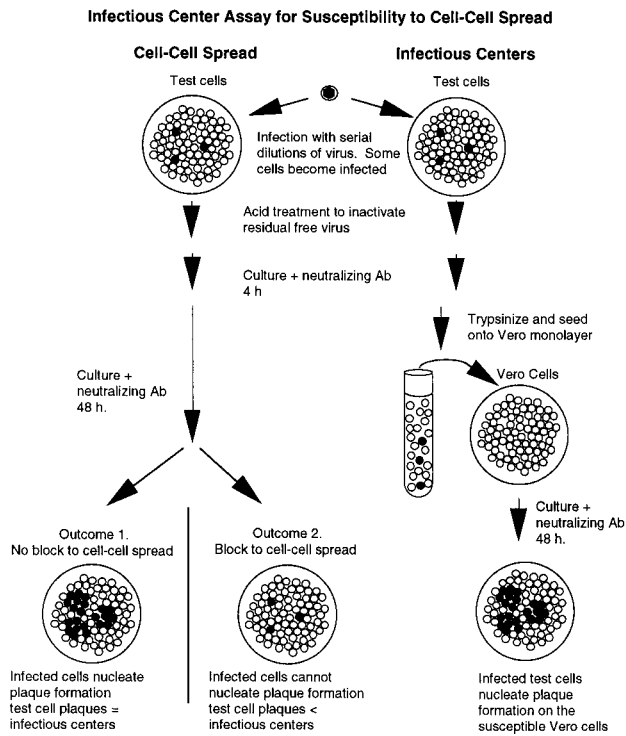 Infectious Center Assay for Susceptibility to Cell-Cell Spread
Cell-Cell Spread
Infectious Centers
Test cells
Test cells
Infection with serial
dilutions of virus. Some
cells become infected
Acid treatment to inactivate
residual free virus
Culture + neutralizing Ab
4 h
Trypsinize and seed
onto Vero monolayer
Vero Cells
Culture +
neutralizing Ab
48 h.
Culture +
neutralizing Ab
48 h.
Outcome 1.
No block to cell-cell spread
Outcome 2.
Block to cell-cell spread
Infected cells nucleate
plaque formation
test cell plaques =
infectious centers
Infected cells cannot
nucleate plaque formation
test cell plaques <
infectious centers
Infected test cells
nucleate plaque
formation on the
susceptible Vero cells